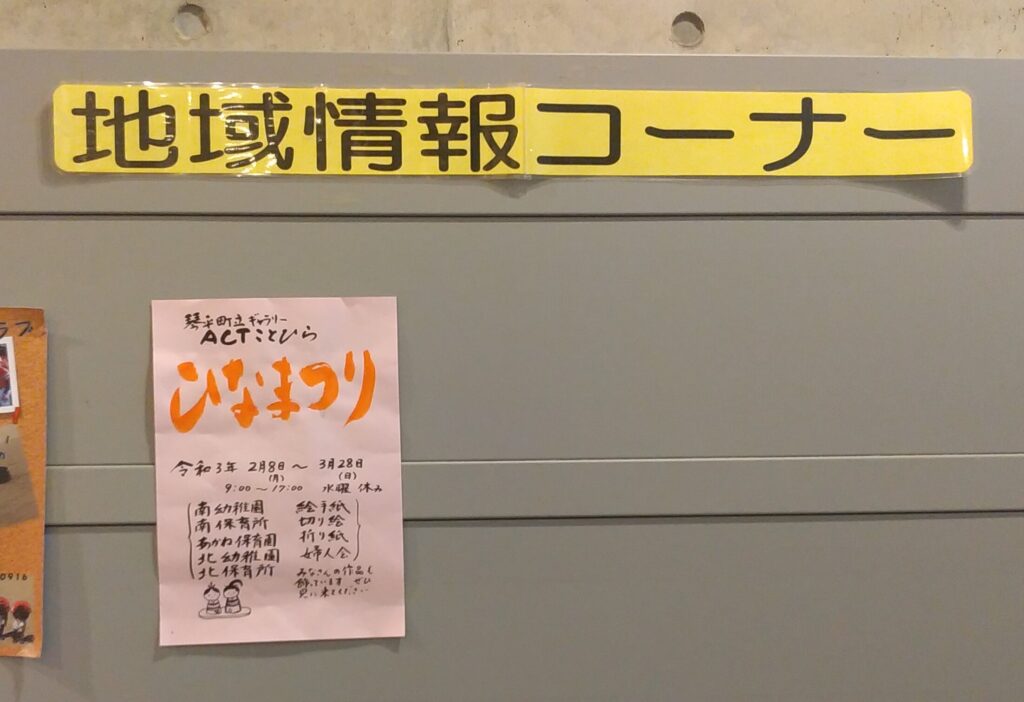 地域情報コーナー
ラブ
琴平町立ギャラリー
ACTことひら
ひなまつり
令和3年 2月8日～ 3月28日
(月) (日)
9:00～17:00 水曜 休み
南幼稚園 絵手紙
南保育所 切り絵
あかね保育園 折り紙
北幼稚園 婦人会
北保育所
みなさんの作品も
飾っています ぜひ
見に来てください
0916